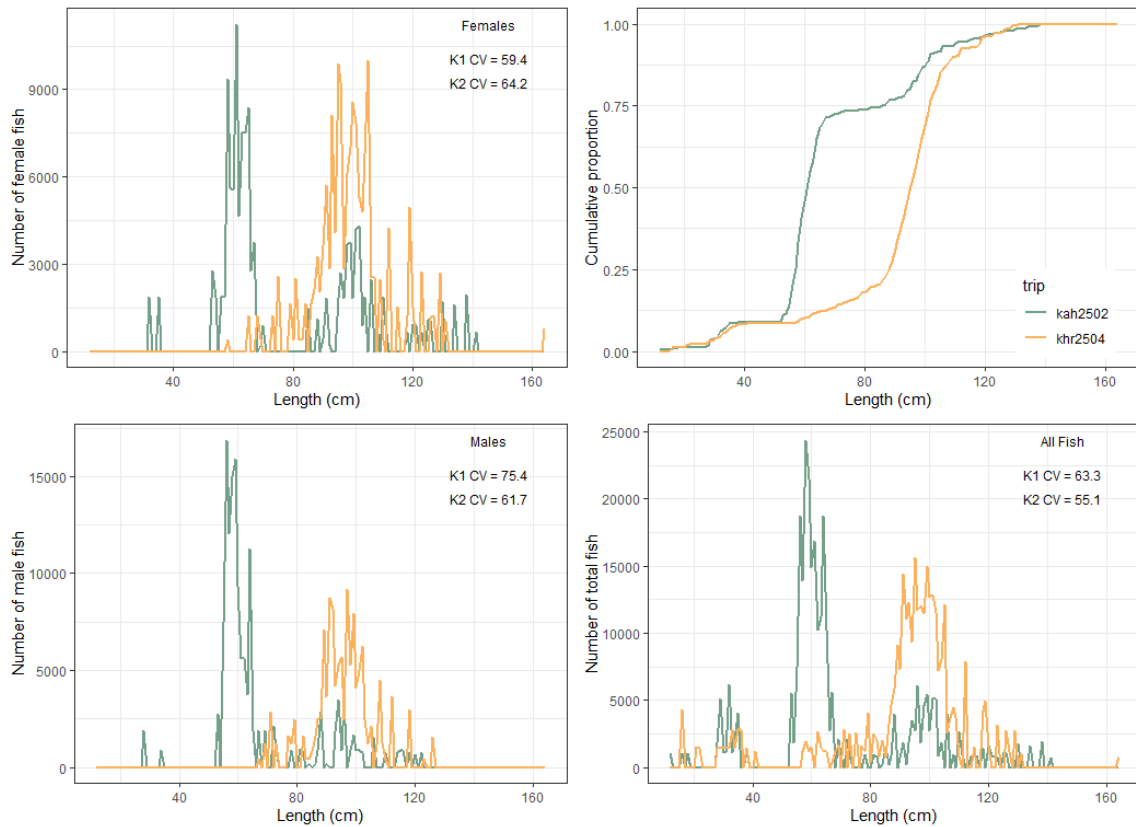 Females
K1 CV = 59.4
K2 CV = 64.2
Number of female fish
9000
6000
3000
0
40 80 120 160
Length (cm)
Cumulative proportion
1.00
0.75
0.50
0.25
0.00
trip
kah2502
khr2504
40 80 120 160
Length (cm)
Males
K1 CV = 75.4
K2 CV = 61.7
Number of male fish
15000
10000
5000
0
40 80 120 160
Length (cm)
All Fish
K1 CV = 63.3
K2 CV = 55.1
Number of total fish
25000
20000
15000
10000
5000
0
40 80 120 160
Length (cm)